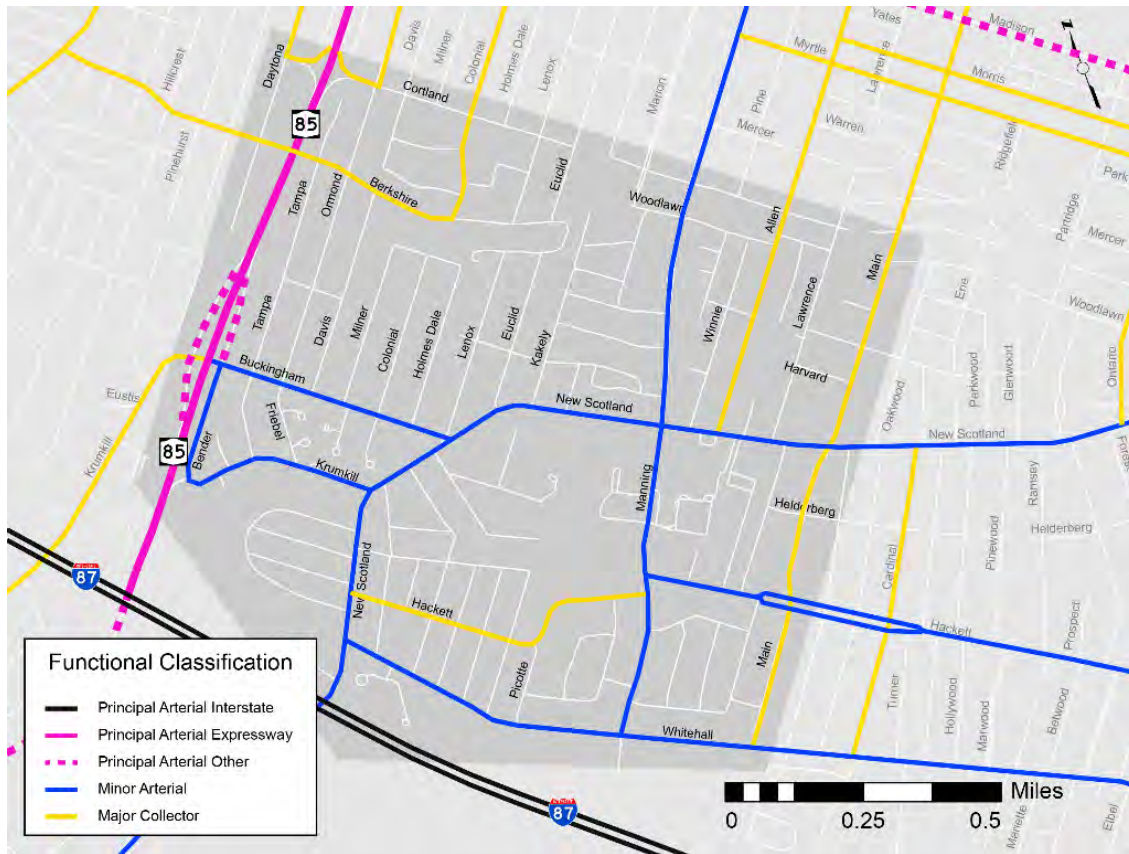 Yates
Madison
Davis
Milner
Colonial
Holmes Dale
Lenox
Daytona
Hillcrest
Myrtle
Lawrence
Morris
Cortland
Marion
Pine
Mercer
Warren
Ridgefield
85
Pinehurst
Park
Euclid
Berkshire
Tampa
Ormond
Woodlawn
Allen
Partridge
Mercer
Main
Erie
Lawrence
Woodlawn
Tampa
Davis
Milner
Colonial
Holmes Dale
Lenox
Euclid
Kakely
Winnie
Buckingham
Harvard
Parkwood
Glenwood
Ontario
Eustis
Friebel
New Scotland
Oakwood
New Scotland
85
Bender
Krumkill
Krumkill
Manning
Ramsay
Helderberg
Helderberg
Pinewood
New Scotland
Cardinal
87
Hackett
Hackett
Prospect
Main
Picotte
Turner
Hollywood
Marwood
Betwood
Whitehall
Functional Classification
Principal Arterial Interstate
Principal Arterial Expressway
Principal Arterial Other
Minor Arterial
Major Collector
87
Miles
0
0.25
0.5
Mariette